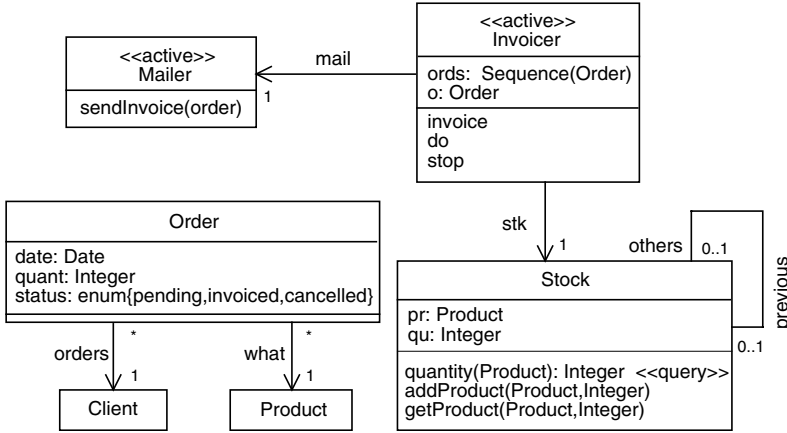 <<active>>
Mailer
sendInvoice(order)
mail
1
<<active>>
Invoicer
ords: Sequence(Order)
o: Order
invoice
do
stop
stk
1
Order
date: Date
quant: Integer
status: enum{pending,invoiced,cancelled}
*
orders
1
*
what
1
Client
Product
others
0..1
previous
0..1
Stock
pr: Product
qu: Integer
quantity(Product): Integer <<query>>
addProduct(Product,Integer)
getProduct(Product,Integer)